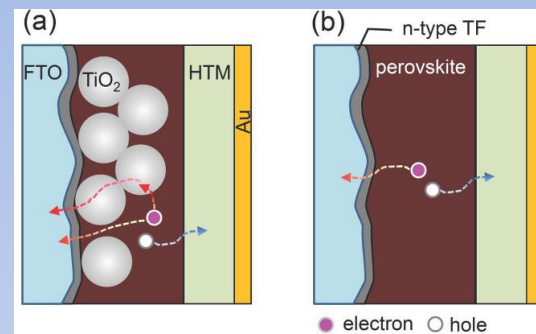 (a)
FTO
TiO₂
HTM
Au
(b)
n-type TF
perovskite
electron
hole